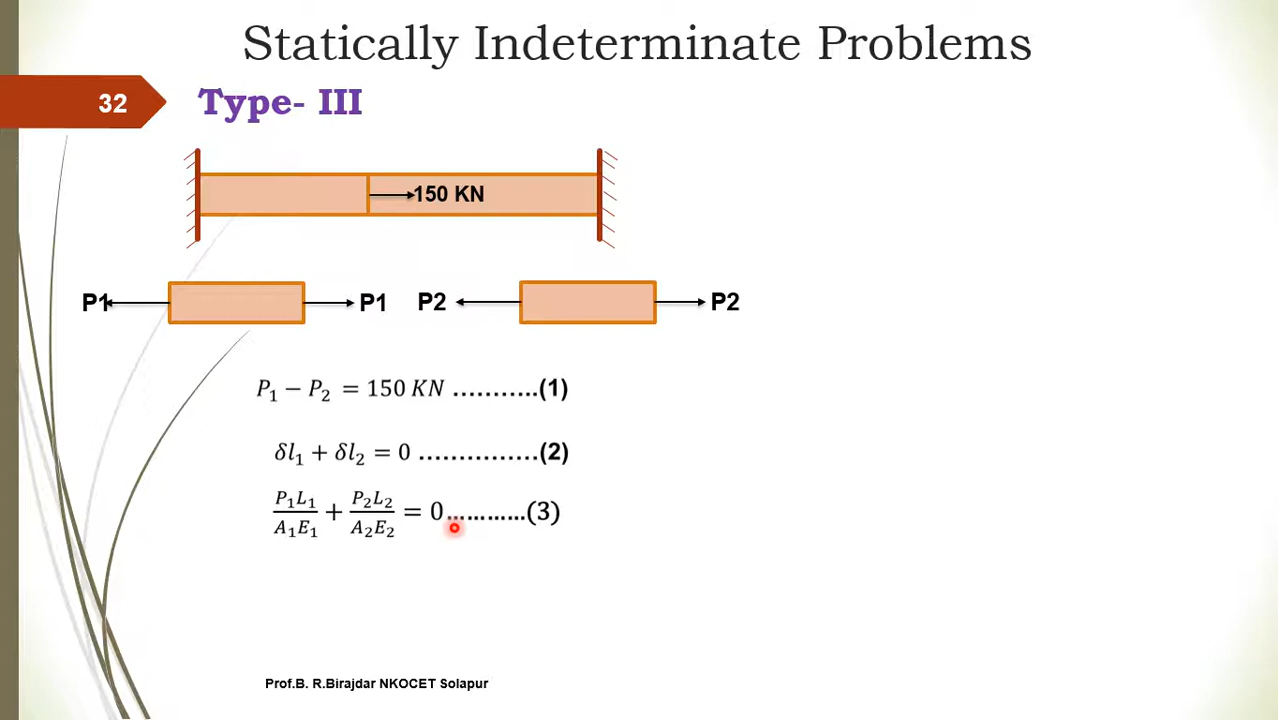 Statically Indeterminate Problems
32
Type- III
150 KN
P1 P1 P2 P2
P₁ − P₂ = 150 KN ...........(1)
δl₁ + δl₂ = 0 ...............(2)
P₁L₁/A₁E₁ + P₂L₂/A₂E₂ = 0............(3)
Prof.B. R.Birajdar NKOCET Solapur